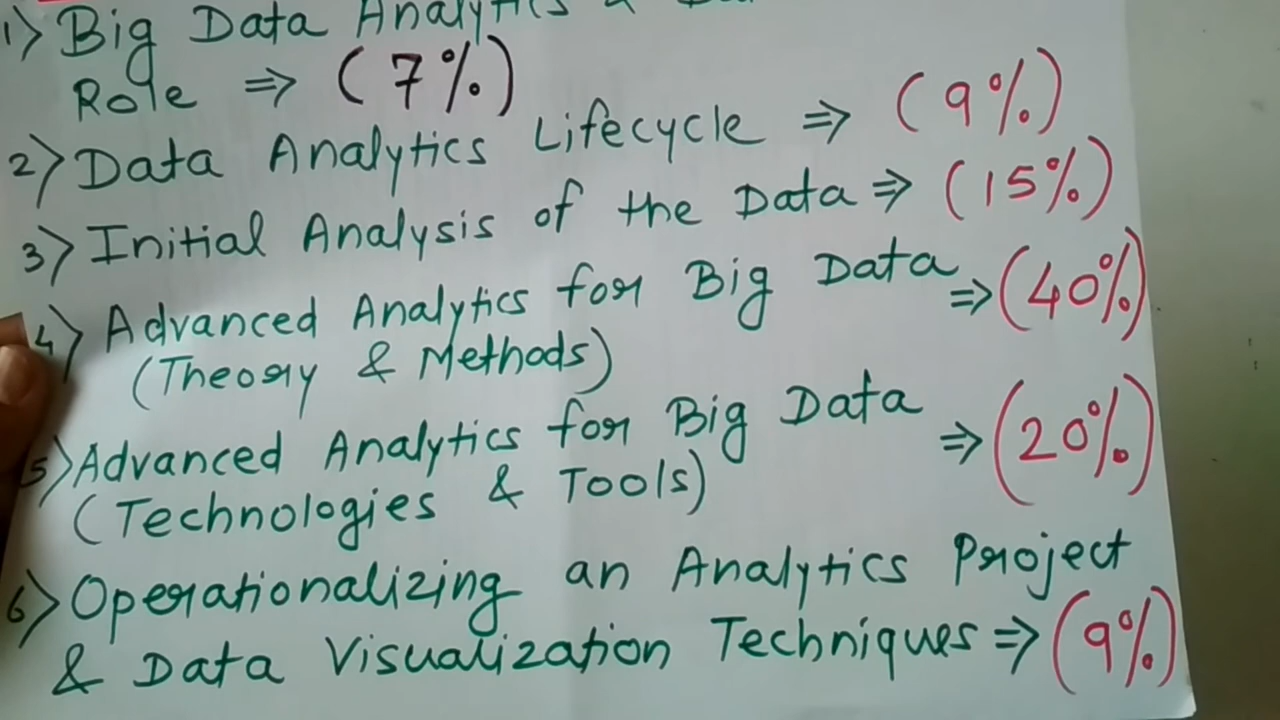 1) Big Data Analytics &
Role ⇒ (7%)
2) Data Analytics Lifecycle ⇒ (9%)
3) Initial Analysis of the Data ⇒ (15%)
4) Advanced Analytics for Big Data ⇒ (40%)
(Theory & Methods)
5) Advanced Analytics for Big Data ⇒ (20%)
(Technologies & Tools)
6) Operationalizing an Analytics Project
& Data Visualization Techniques ⇒ (9%)